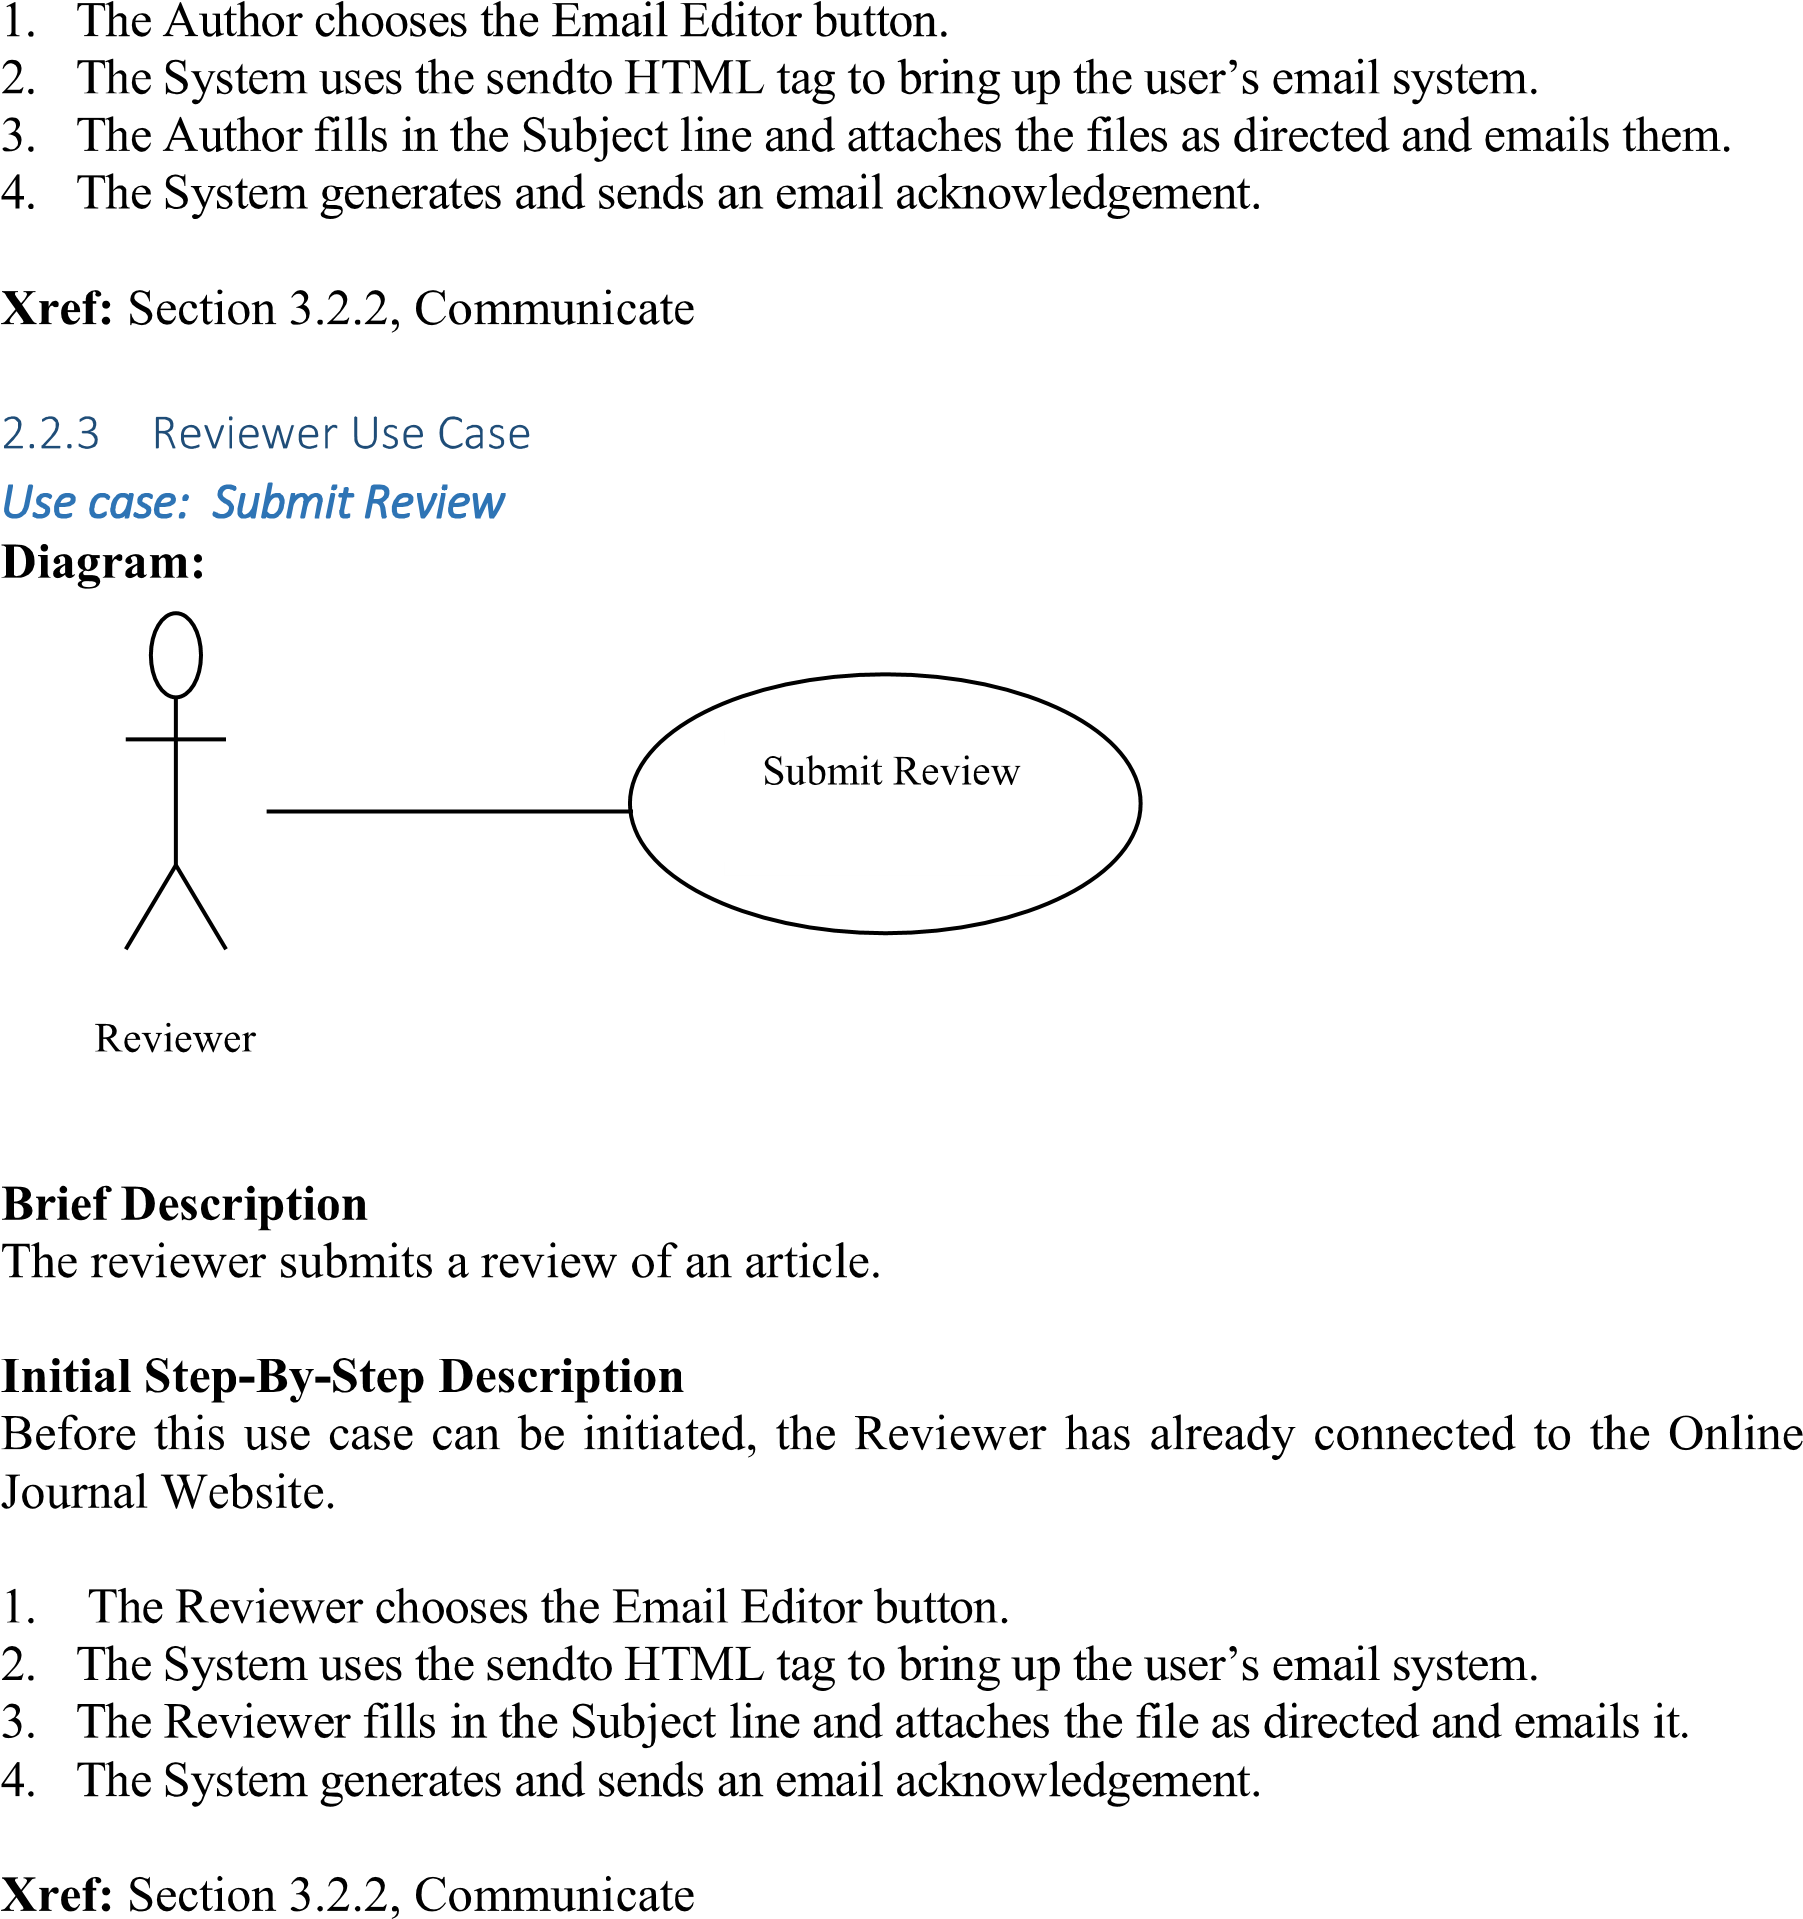 1. The Author chooses the Email Editor button.
2. The System uses the sendto HTML tag to bring up the user’s email system.
3. The Author fills in the Subject line and attaches the files as directed and emails them.
4. The System generates and sends an email acknowledgement.
Xref: Section 3.2.2, Communicate
2.2.3 Reviewer Use Case
Use case: Submit Review
Diagram:
Submit Review
Reviewer
Brief Description
The reviewer submits a review of an article.
Initial Step-By-Step Description
Before this use case can be initiated, the Reviewer has already connected to the Online
Journal Website.
1. The Reviewer chooses the Email Editor button.
2. The System uses the sendto HTML tag to bring up the user’s email system.
3. The Reviewer fills in the Subject line and attaches the file as directed and emails it.
4. The System generates and sends an email acknowledgement.
Xref: Section 3.2.2, Communicate